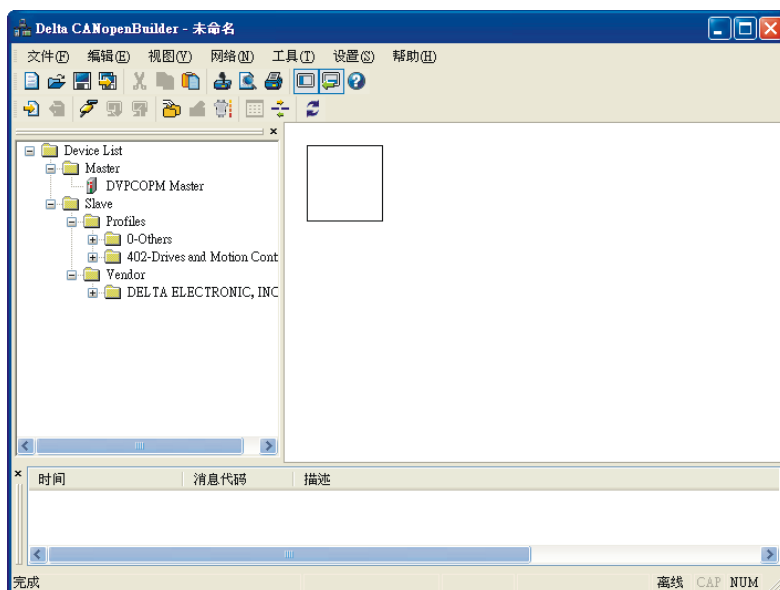 Delta CANopenBuilder - 未命名
文件(F) 编辑(E) 视图(V) 网络(N) 工具(T) 设置(S) 帮助(H)
Device List
Master
DVPCOPM Master
Slave
Profiles
0-Others
402-Drives and Motion Cont
Vendor
DELTA ELECTRONIC, INC
时间 消息代码 描述
完成 离线 CAP NUM